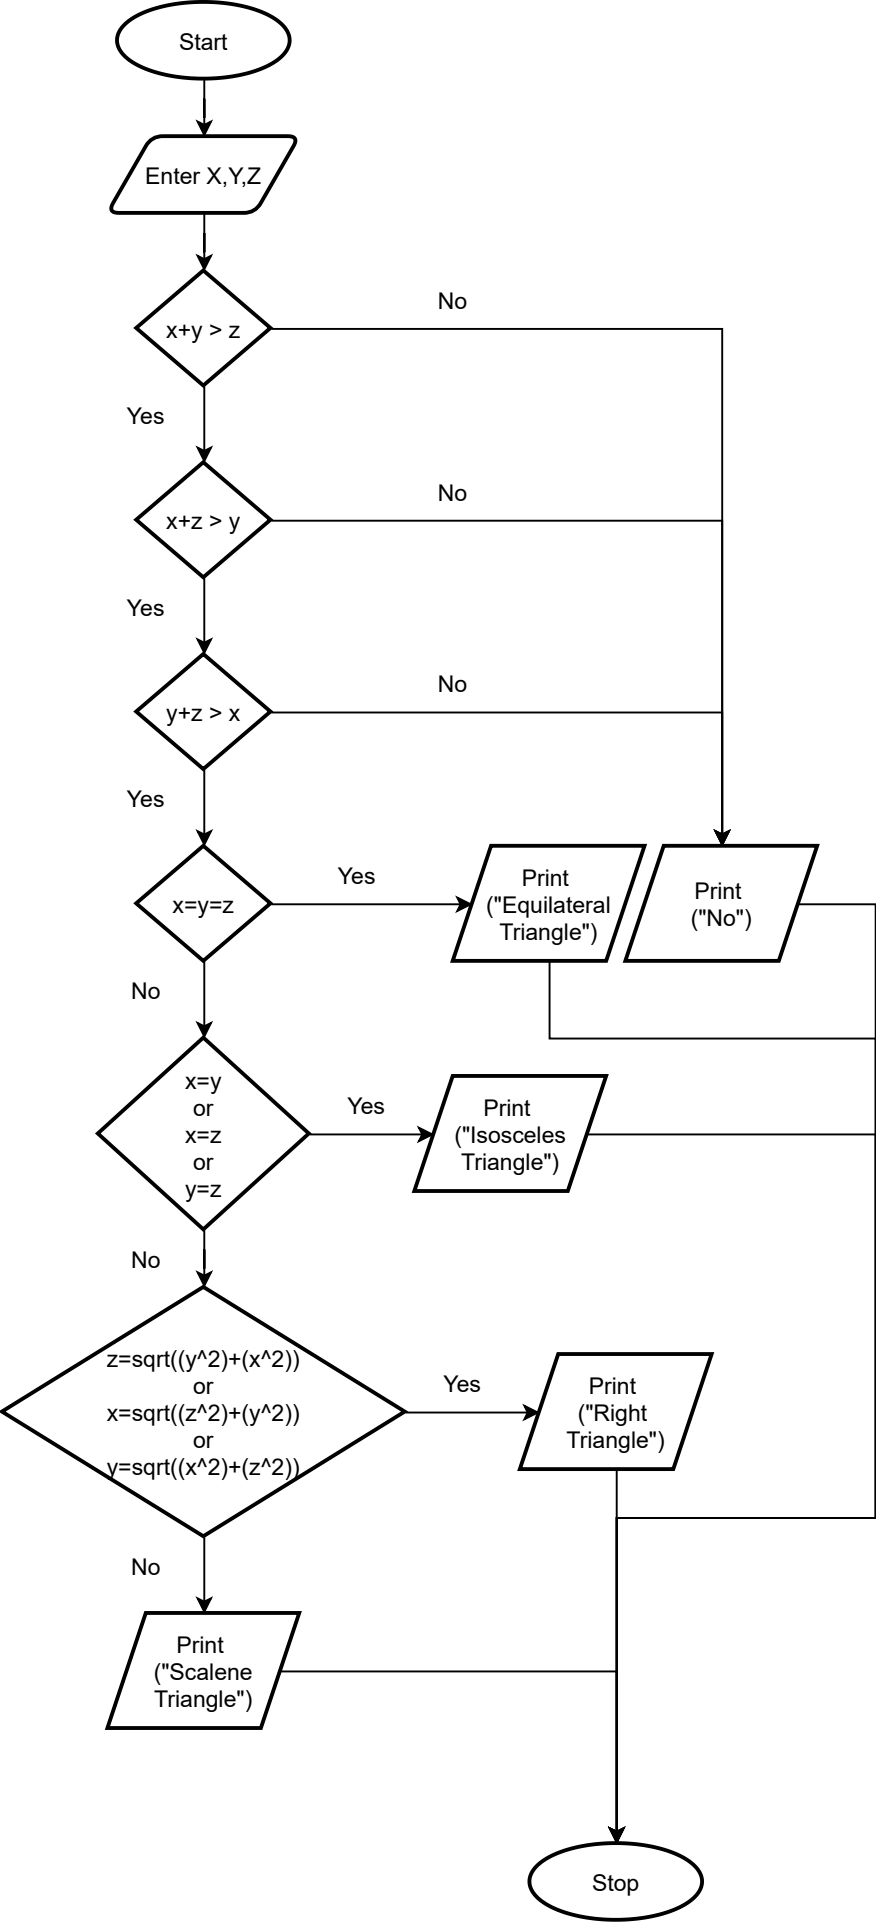 Start
Enter X,Y,Z
x+y > z
No
Yes
x+z > y
No
Yes
y+z > x
No
Yes
x=y=z
Yes
Print
("Equilateral
Triangle")
Print
("No")
No
x=y
or
x=z
or
y=z
Yes
Print
("Isosceles
Triangle")
No
z=sqrt((y^2)+(x^2))
or
x=sqrt((z^2)+(y^2))
or
y=sqrt((x^2)+(z^2))
Yes
Print
("Right
Triangle")
No
Print
("Scalene
Triangle")
Stop